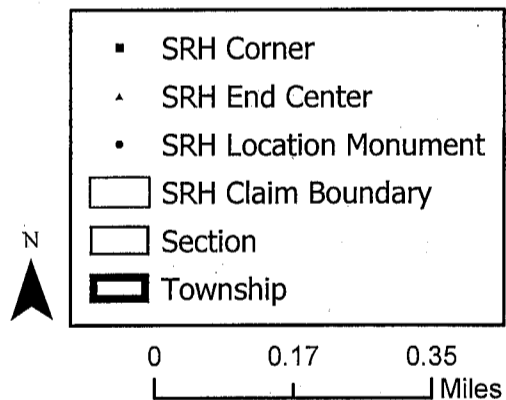 SRH Corner
SRH End Center
SRH Location Monument
SRH Claim Boundary
N
Section
Township
0 0.17 0.35
Miles